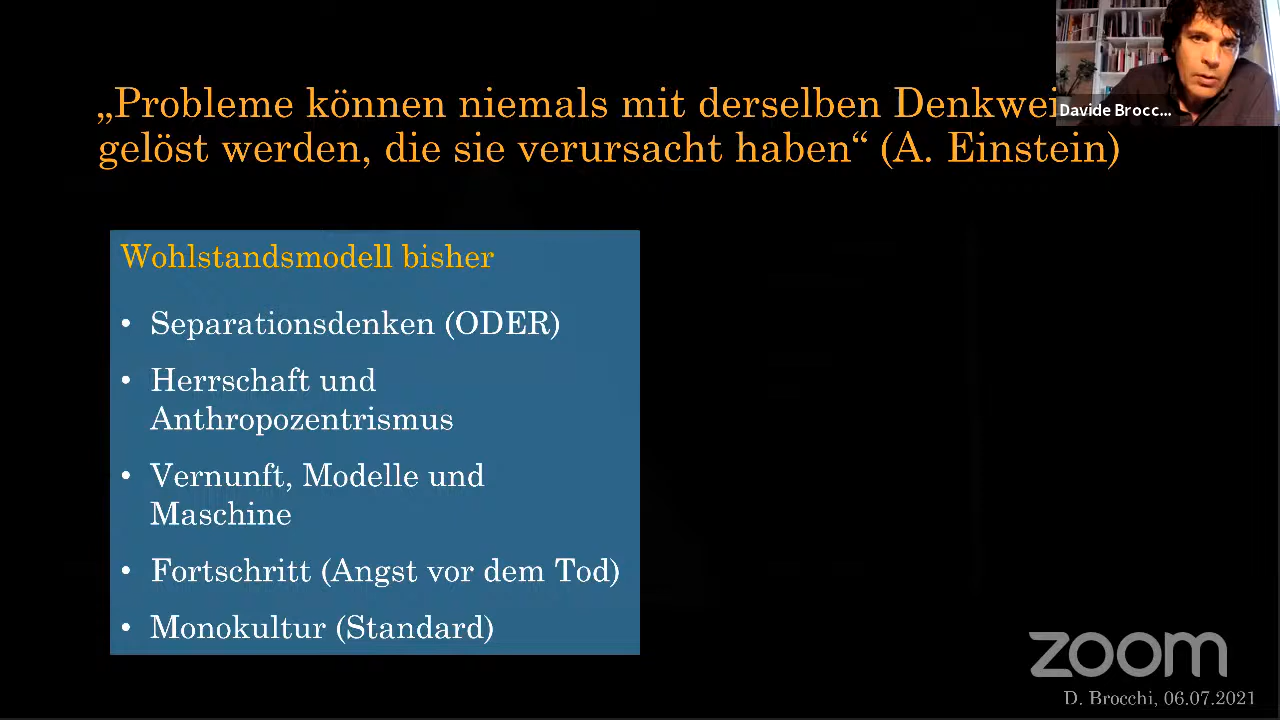 „Probleme können niemals mit derselben
gelöst werden, die sie verursacht haben“ (A. Einstein)
Davide Brocc...
Wohlstandsmodell bisher
• Separationsdenken (ODER)
• Herrschaft und
Anthropozentrismus
• Vernunft, Modelle und
Maschine
• Fortschritt (Angst vor dem Tod)
• Monokultur (Standard)
zoom
D. Brocchi, 06.07.2021